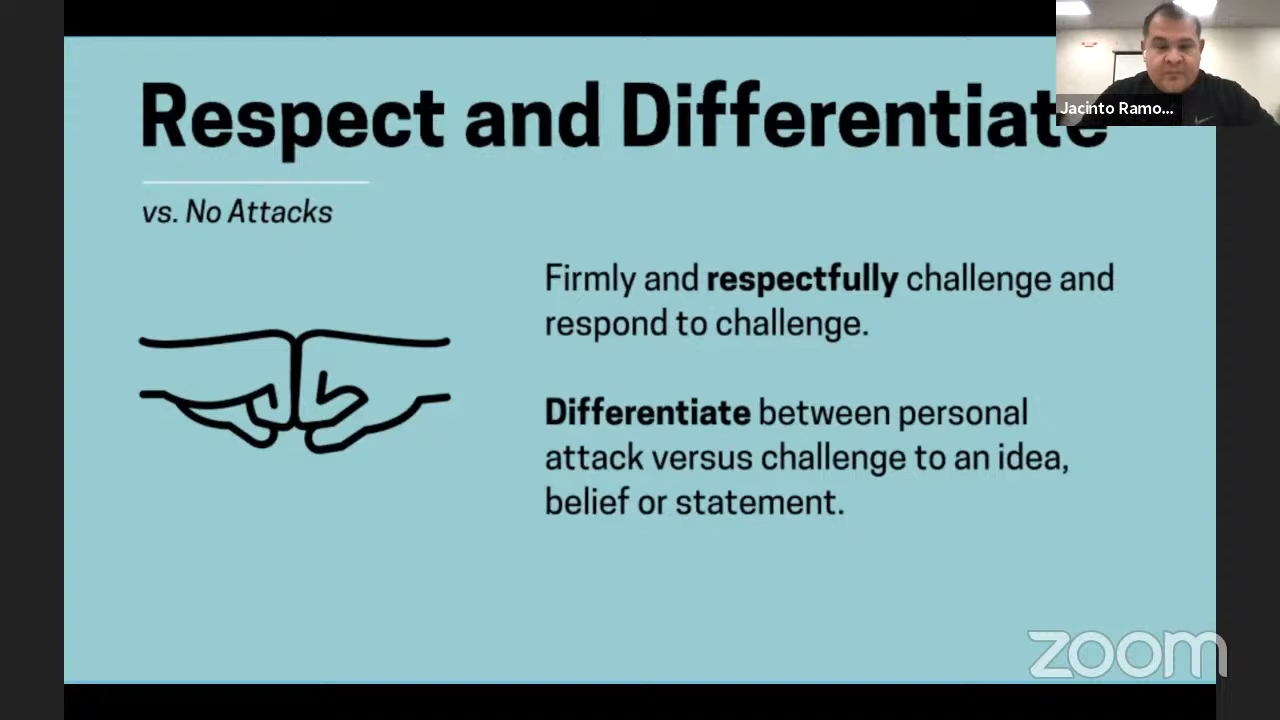 Respect and Differentiate
Jacinto Ramo...
vs. No Attacks
Firmly and respectfully challenge and
respond to challenge.
Differentiate between personal
attack versus challenge to an idea,
belief or statement.
zoom